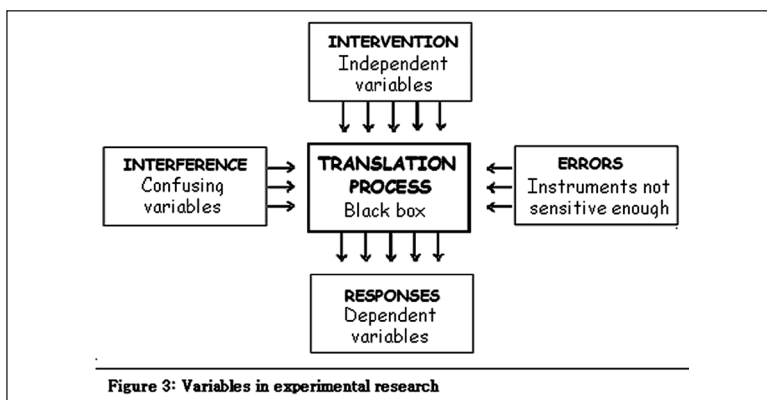 INTERVENTION
Independent
variables
INTERFERENCE
Confusing
variables
TRANSLATION
PROCESS
Black box
ERRORS
Instruments not
sensitive enough
RESPONSES
Dependent
variables
Figure 3: Variables in experimental research